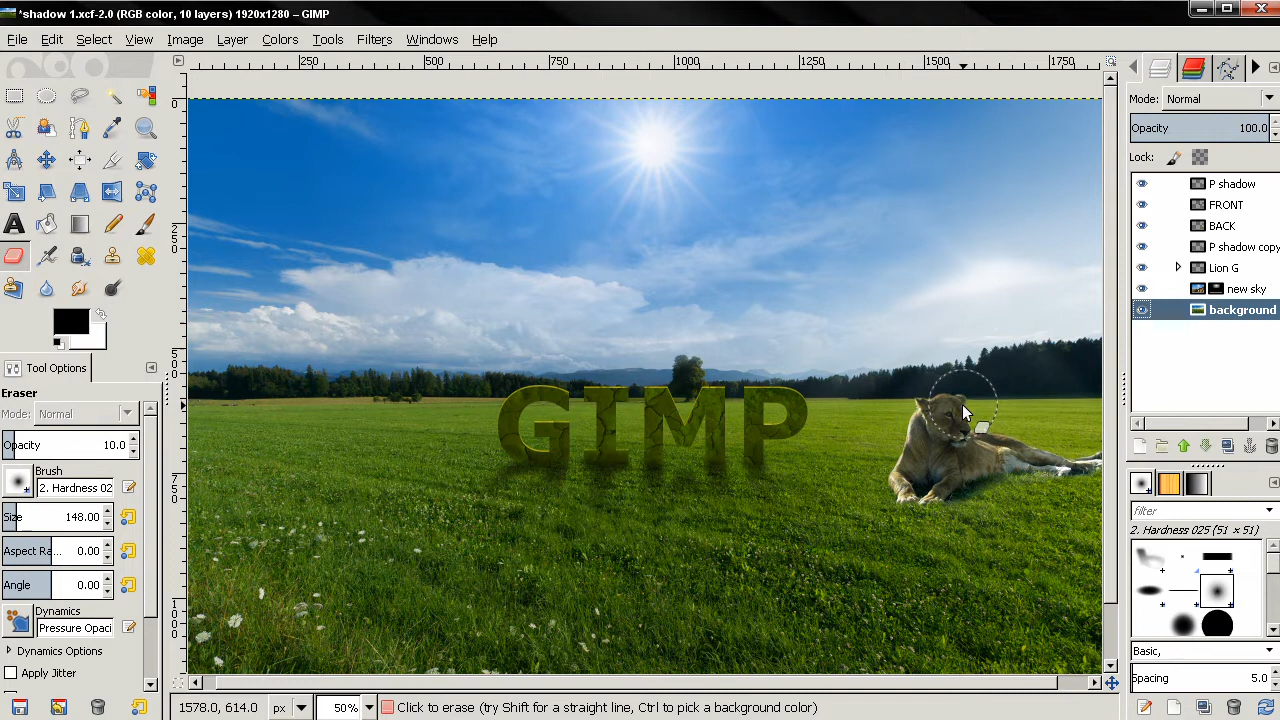 *shadow 1.xcf-2.0 (RGB color, 10 layers) 1920x1280 – GIMP
File Edit Select View Image Layer Colors Tools Filters Windows Help
250 500 750 1000 1250 1500 1750
Mode: Normal
Opacity 100.0
Lock:
P shadow
FRONT
BACK
P shadow copy
Lion G
new sky
background
0
250
500
750
1000
GIMP
Tool Options
Eraser
Mode: Normal
Opacity 10.0
Brush
2. Hardness 02
Size 148.00
Aspect Ra... 0.00
Angle 0.00
Dynamics
Pressure Opaci
Dynamics Options
Apply Jitter
filter
2. Hardness 025 (51 × 51)
Basic,
Spacing 5.0
1578.0, 614.0 px 50% Click to erase (try Shift for a straight line, Ctrl to pick a background color)